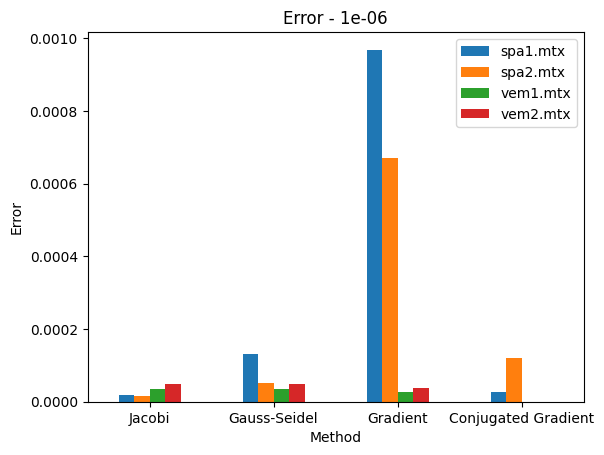 Error - 1e-06
spa1.mtx
spa2.mtx
vem1.mtx
vem2.mtx
Error
0.0010
0.0008
0.0006
0.0004
0.0002
0.0000
Jacobi
Gauss-Seidel
Gradient
Conjugated Gradient
Method